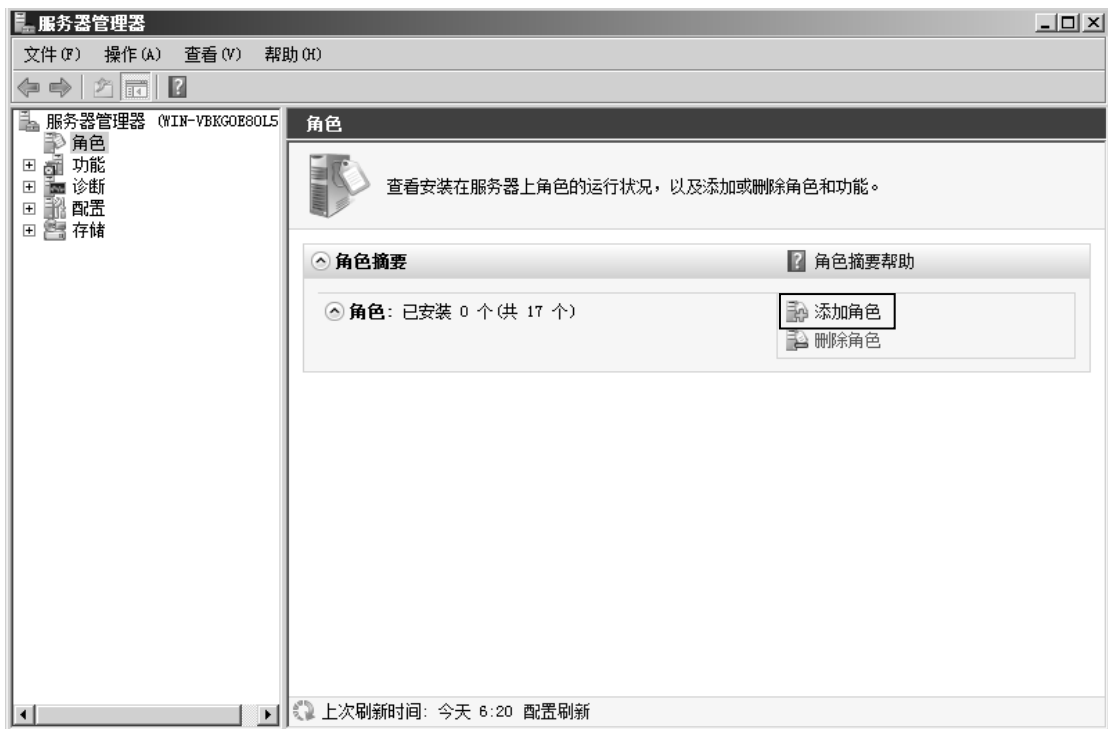 服务器管理器
文件(F) 操作(A) 查看(V) 帮助(H)
服务器管理器 (WIN-VBKGOE8OL5
角色
功能
诊断
配置
存储
角色
查看安装在服务器上角色的运行状况，以及添加或删除角色和功能。
角色摘要
角色摘要帮助
角色: 已安装 0 个(共 17 个)
添加角色
删除角色
上次刷新时间: 今天 6:20 配置刷新